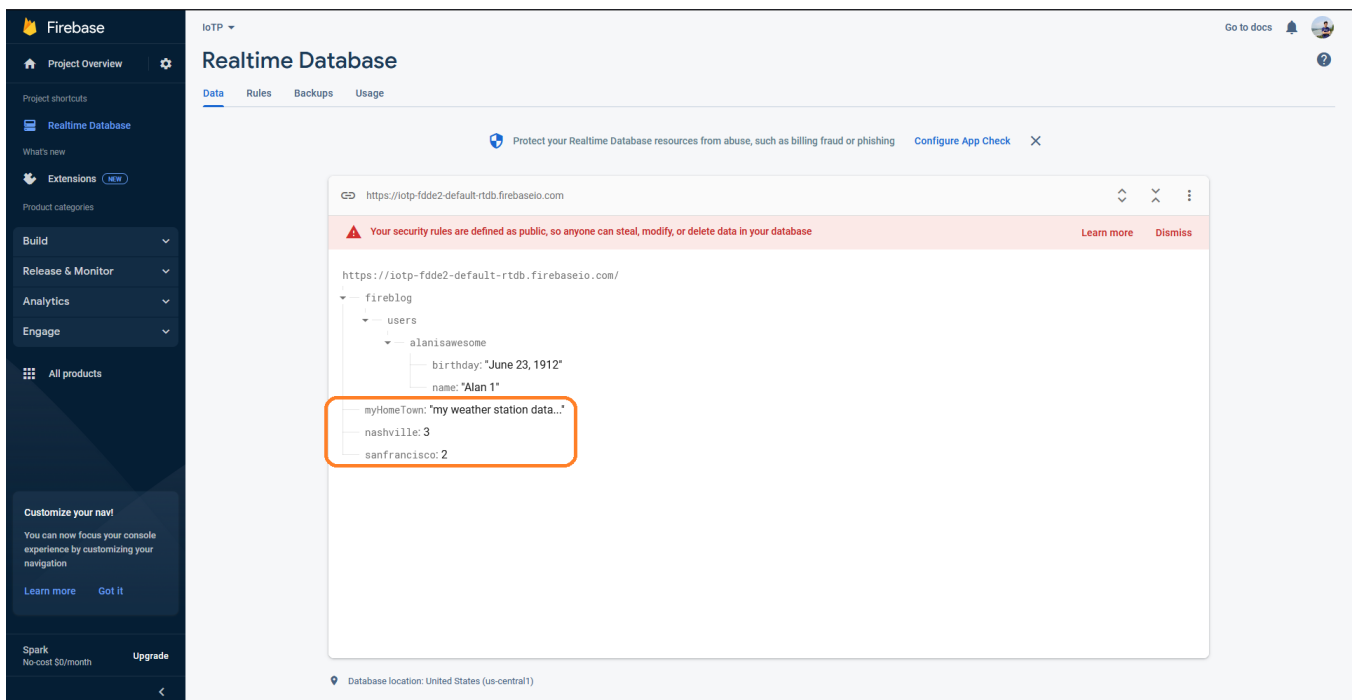 Firebase
IoTP
Go to docs
Project Overview
Realtime Database
Data Rules Backups Usage
Project shortcuts
Realtime Database
What's new
Extensions NEW
Product categories
Build
Release & Monitor
Analytics
Engage
All products
Customize your nav!
You can now focus your console
experience by customizing your
navigation
Learn more Got it
Spark
No-cost $0/month
Upgrade
Protect your Realtime Database resources from abuse, such as billing fraud or phishing Configure App Check
https://iotp-fdde2-default-rtdb.firebaseio.com
Your security rules are defined as public, so anyone can steal, modify, or delete data in your database Learn more Dismiss
https://iotp-fdde2-default-rtdb.firebaseio.com/
fireblog
users
alanisawesome
birthday: "June 23, 1912"
name: "Alan 1"
myHomeTown: "my weather station data..."
nashville: 3
sanfrancisco: 2
Database location: United States (us-central1)